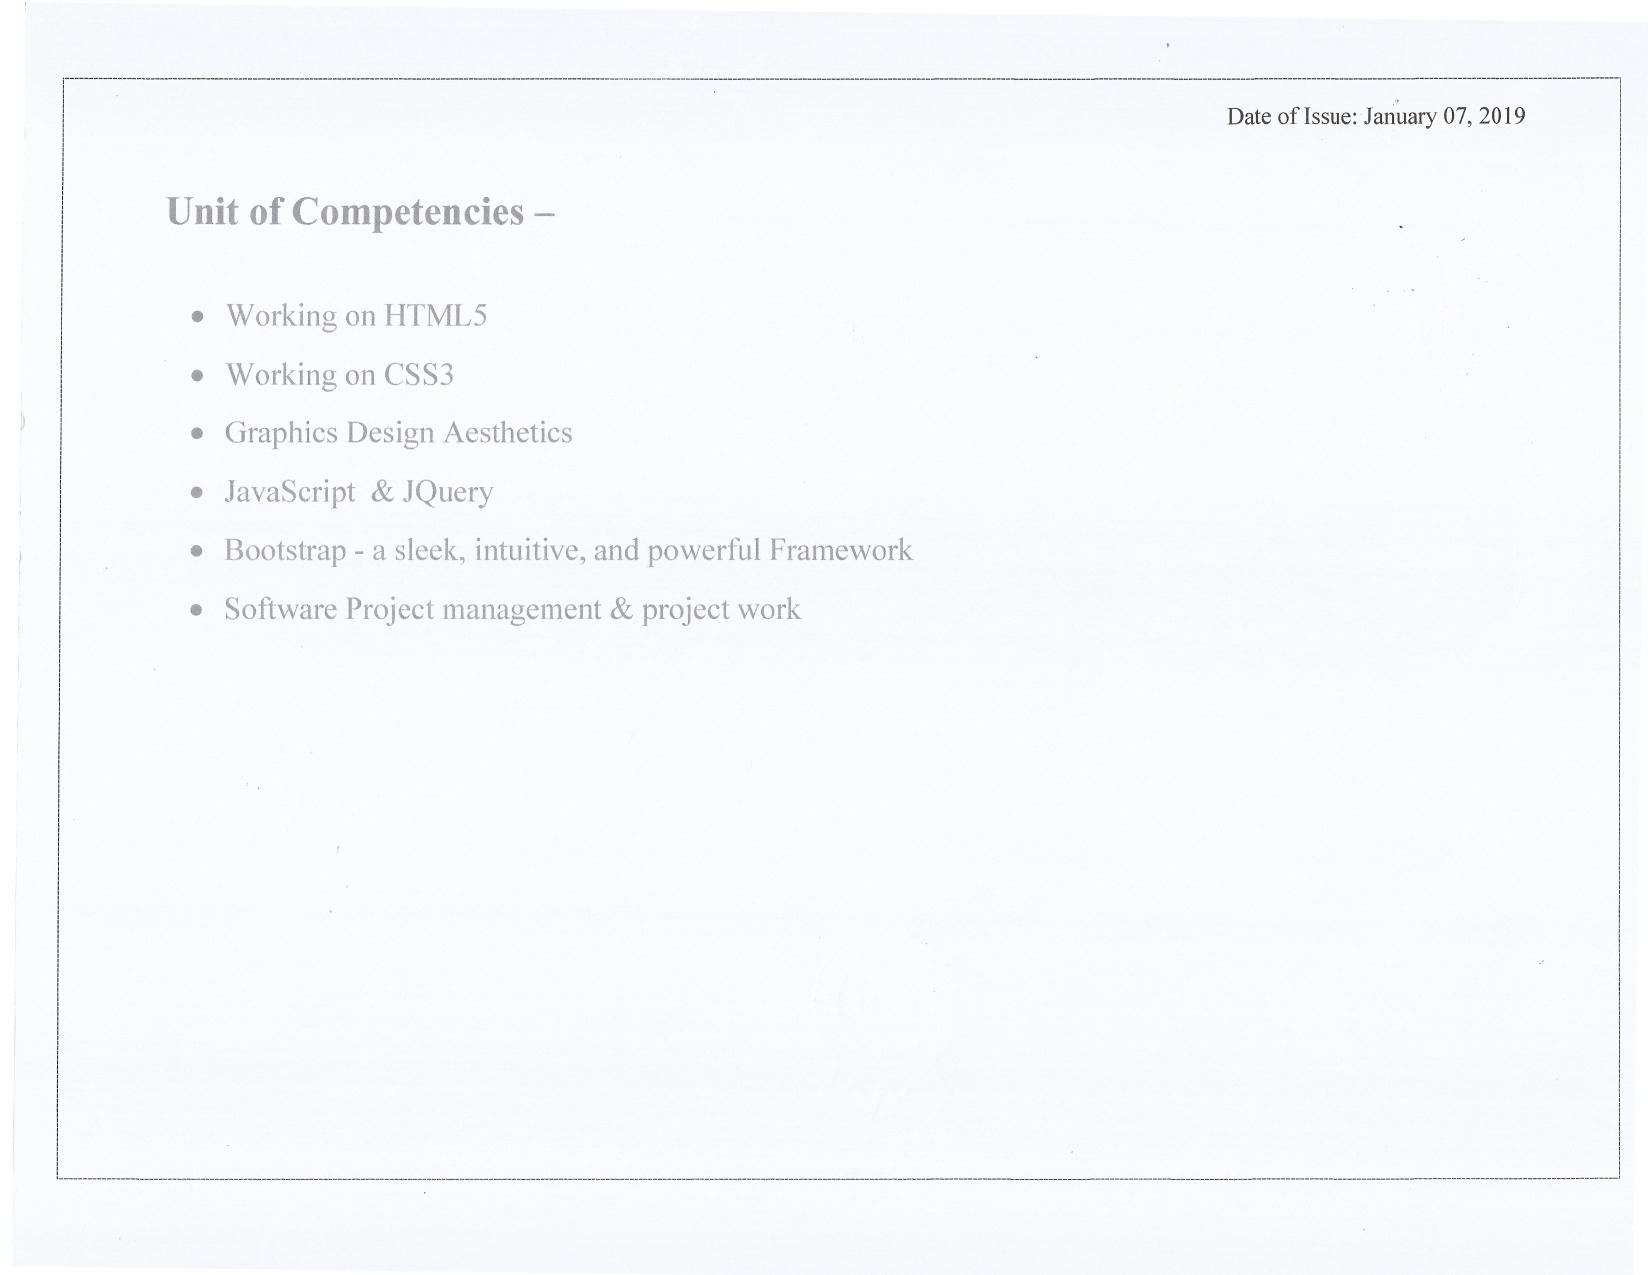 Date of Issue: January 07, 2019
Unit of Competencies –
• Working on HTML5
• Working on CSS3
• Graphics Design Aesthetics
• JavaScript & JQuery
• Bootstrap - a sleek, intuitive, and powerful Framework
• Software Project management & project work